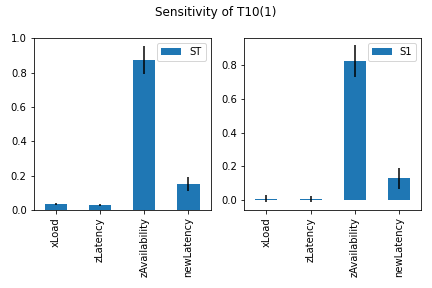 Sensitivity of T10(1)
1.0
0.8
0.6
0.4
0.2
0.0
ST
xLoad
zLatency
zAvailability
newLatency
0.8
0.6
0.4
0.2
0.0
S1
xLoad
zLatency
zAvailability
newLatency